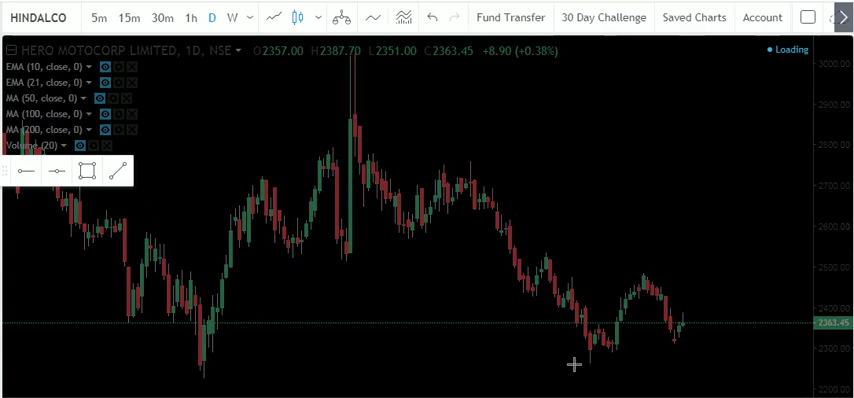 HINDALCO 5m 15m 30m 1h D W Fund Transfer 30 Day Challenge Saved Charts Account
HERO MOTOCORP LIMITED, 1D, NSE O2357.00 H2387.70 L2351.00 C2363.45 +8.90 (+0.38%)
Loading
EMA (10, close, 0)
EMA (21, close, 0)
MA (50, close, 0)
MA (100, close, 0)
MA (200, close, 0)
Volume (20)
3000.00
2900.00
2800.00
2700.00
2600.00
2500.00
2400.00
2363.45
2300.00
2200.00